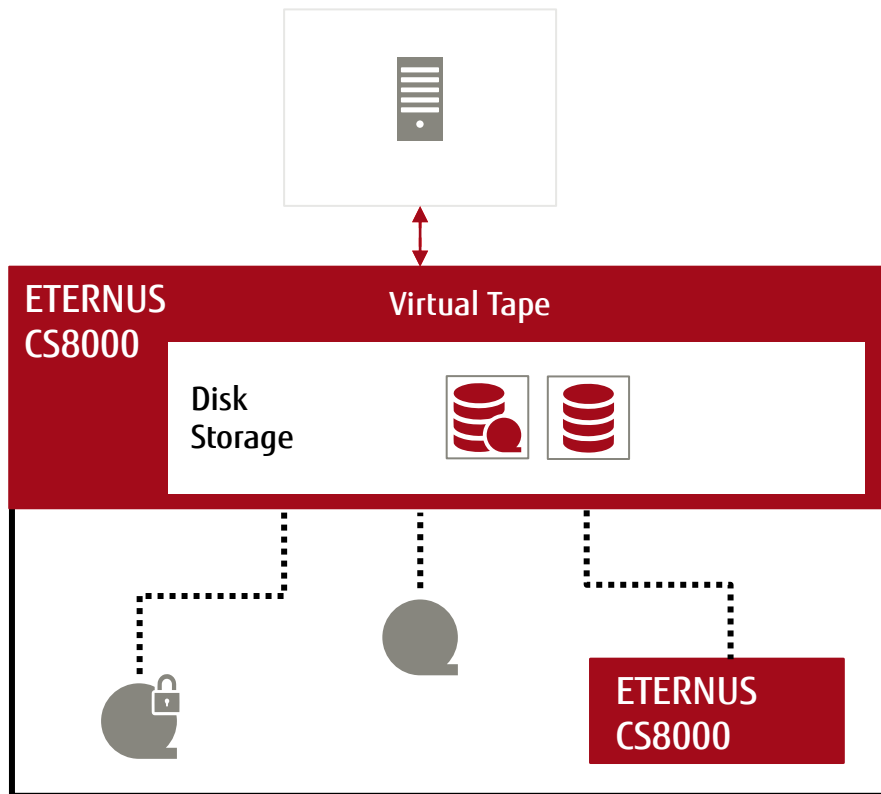 ETERNUS
CS8000
Virtual Tape
Disk
Storage
ETERNUS
CS8000